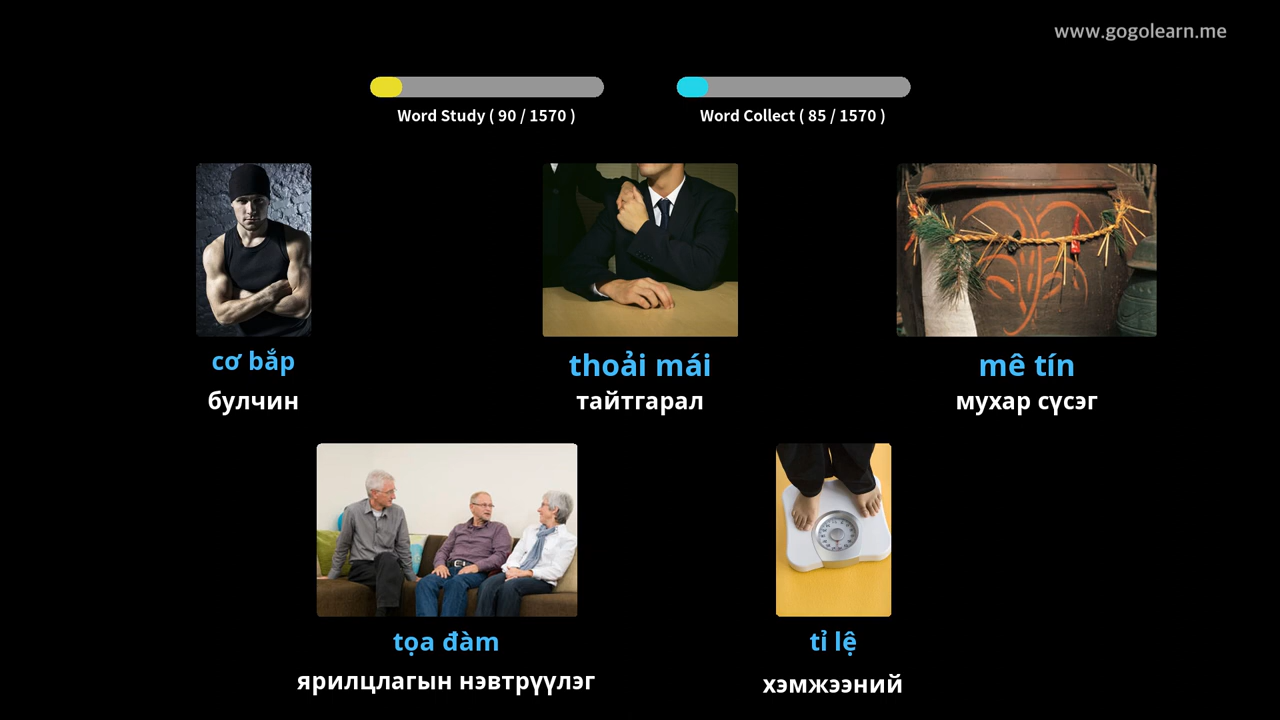 www.gogolearn.me
Word Study ( 90 / 1570 )
Word Collect ( 85 / 1570 )
cơ bắp
thoải mái
mê tín
булчин
тайтгарал
мухар сүсэг
tọa đàm
tỉ lệ
ярилцлагын нэвтрүүлэг
хэмжээний